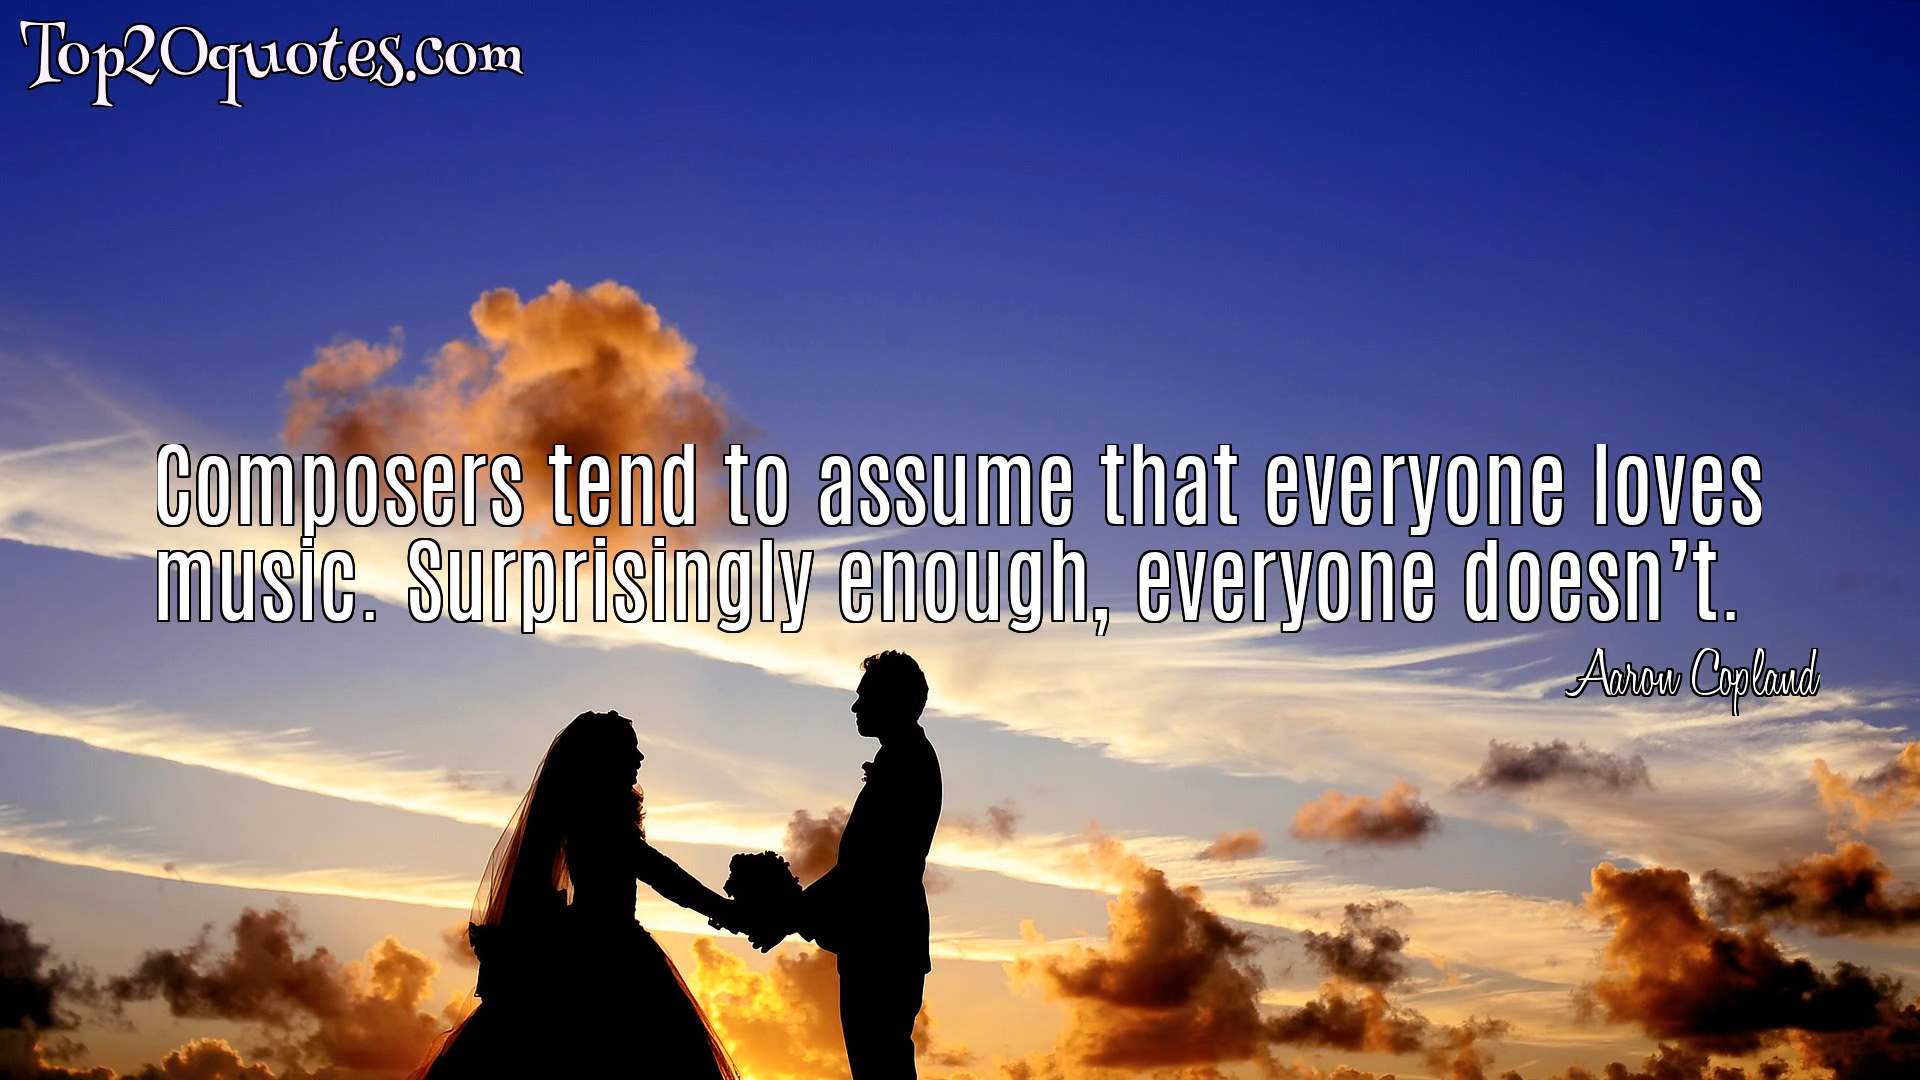 Top20quotes.com
Composers tend to assume that everyone loves
music. Surprisingly enough, everyone doesn’t.
Aaron Copland